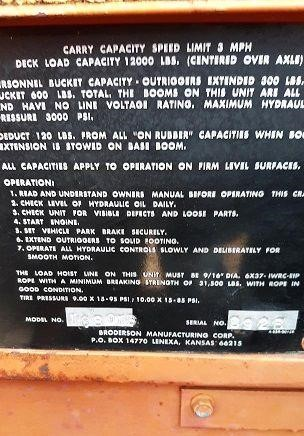 CARRY CAPACITY SPEED LIMIT 3 MPH
DECK LOAD CAPACITY 12000 LBS. (CENTERED OVER AXLE)
ERSONNEL BUCKET CAPACITY - OUTRIGGERS EXTENDED 300 LBS.
UCKET 600 LBS. TOTAL. THE BOOMS ON THIS UNIT ARE ALL
ND HAVE NO LINE VOLTAGE RATING. MAXIMUM HYDRAU
PRESSURE 3000 PSI.
DEDUCT 120 LBS. FROM ALL "ON RUBBER" CAPACITIES WHEN BOO
EXTENSION IS STOWED ON BASE BOOM.
ALL CAPACITIES APPLY TO OPERATION ON FIRM LEVEL SURFACES.
OPERATION:
1. READ AND UNDERSTAND OWNERS MANUAL BEFORE OPERATING THIS CRA
2. CHECK LEVEL OF HYDRAULIC OIL DAILY.
3. CHECK UNIT FOR VISIBLE DEFECTS AND LOOSE PARTS.
4. START ENGINE.
5. SET VEHICLE PARK BRAKE SECURELY.
6. EXTEND OUTRIGGERS TO SOLID FOOTING.
7. OPERATE ALL HYDRAULIC CONTROLS SLOWLY AND DELIBERATELY FOR
SMOOTH MOTION.
THE LOAD HOIST LINE ON THIS UNIT MUST BE 9/16" DIA. 6X37-IWRC-EIP
ROPE WITH A MINIMUM BREAKING STRENGTH OF 31,500 LBS. WITH ROPE IN
GOOD CONDITION.
TIRE PRESSURE 9.00 X 15-95 PSI; 10.00 X 15-85 PSI.
MODEL NO. SERIAL NO.
BRODERSON MANUFACTURING CORP.
P.O. BOX 14770 LENEXA, KANSAS 66215